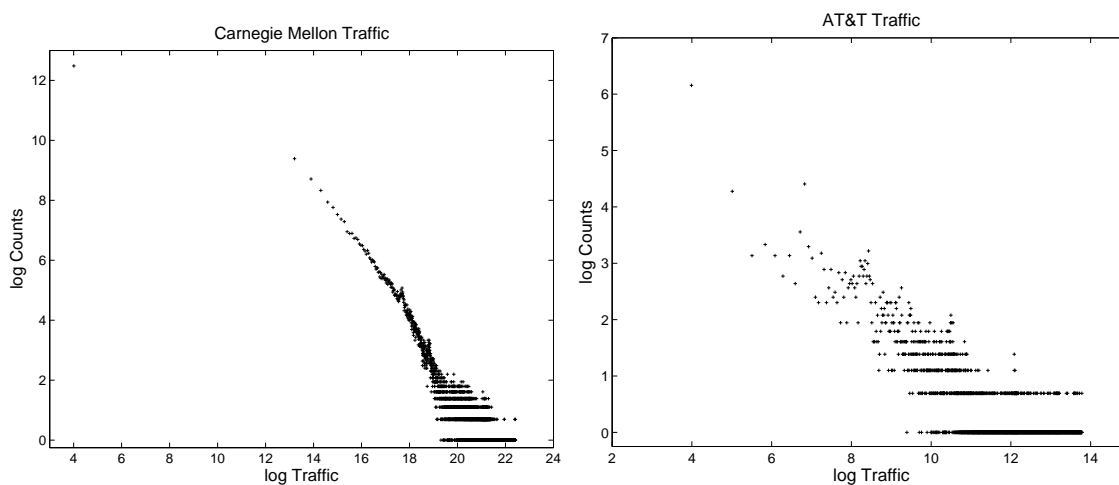 Carnegie Mellon Traffic
12
10
8
6
4
2
0
log Counts
4 6 8 10 12 14 16 18 20 22 24
log Traffic
AT&T Traffic
7
6
5
4
3
2
1
0
log Counts
2 4 6 8 10 12 14
log Traffic